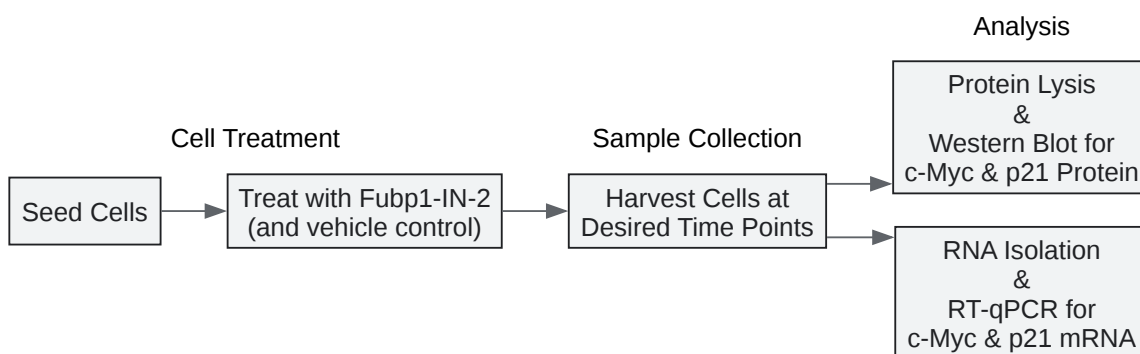 Analysis
Cell Treatment
Sample Collection
Seed Cells
Treat with Fubp1-IN-2
(and vehicle control)
Harvest Cells at
Desired Time Points
Protein Lysis
&
Western Blot for
c-Myc & p21 Protein
RNA Isolation
&
RT-qPCR for
c-Myc & p21 mRNA